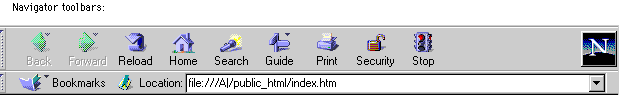 Navigator toolbars:
Back Forward Reload Home Search Guide Print Security Stop N
Bookmarks Location: file:///A|/public_html/index.htm